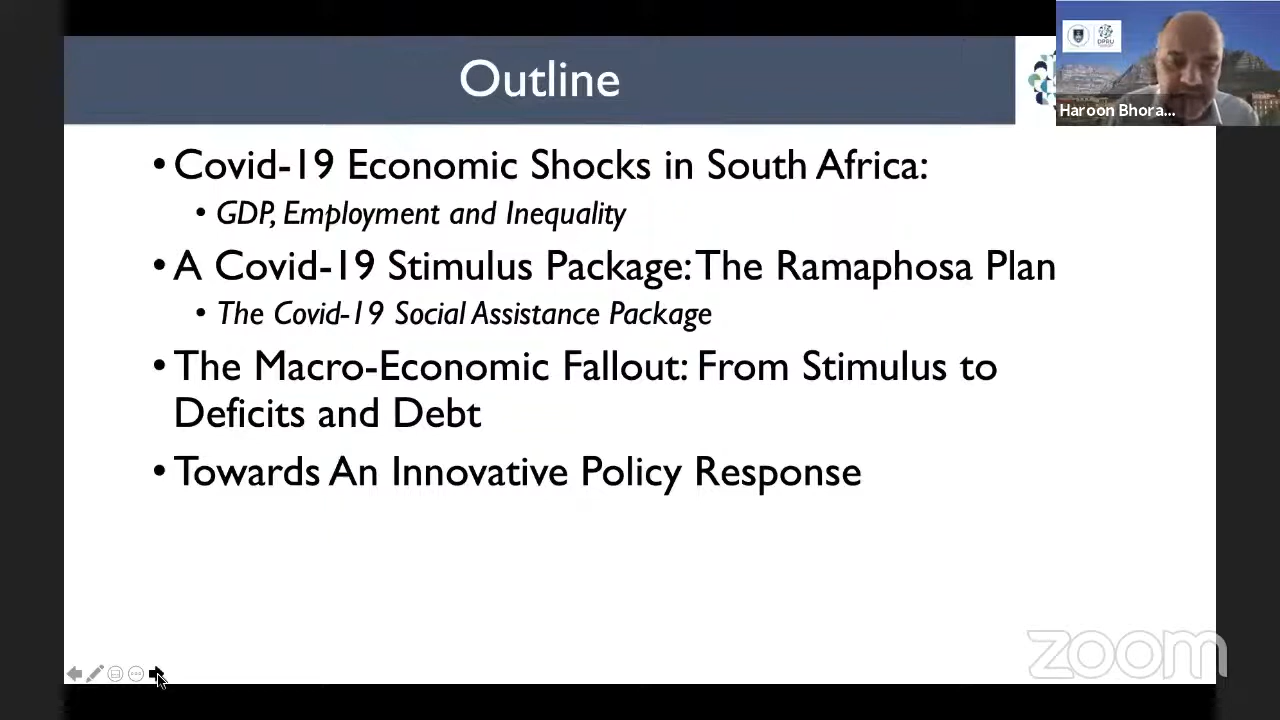 Outline
DPRU
Haroon Bhora...
• Covid-19 Economic Shocks in South Africa:
• GDP, Employment and Inequality
• A Covid-19 Stimulus Package: The Ramaphosa Plan
• The Covid-19 Social Assistance Package
• The Macro-Economic Fallout: From Stimulus to
Deficits and Debt
• Towards An Innovative Policy Response
zoom